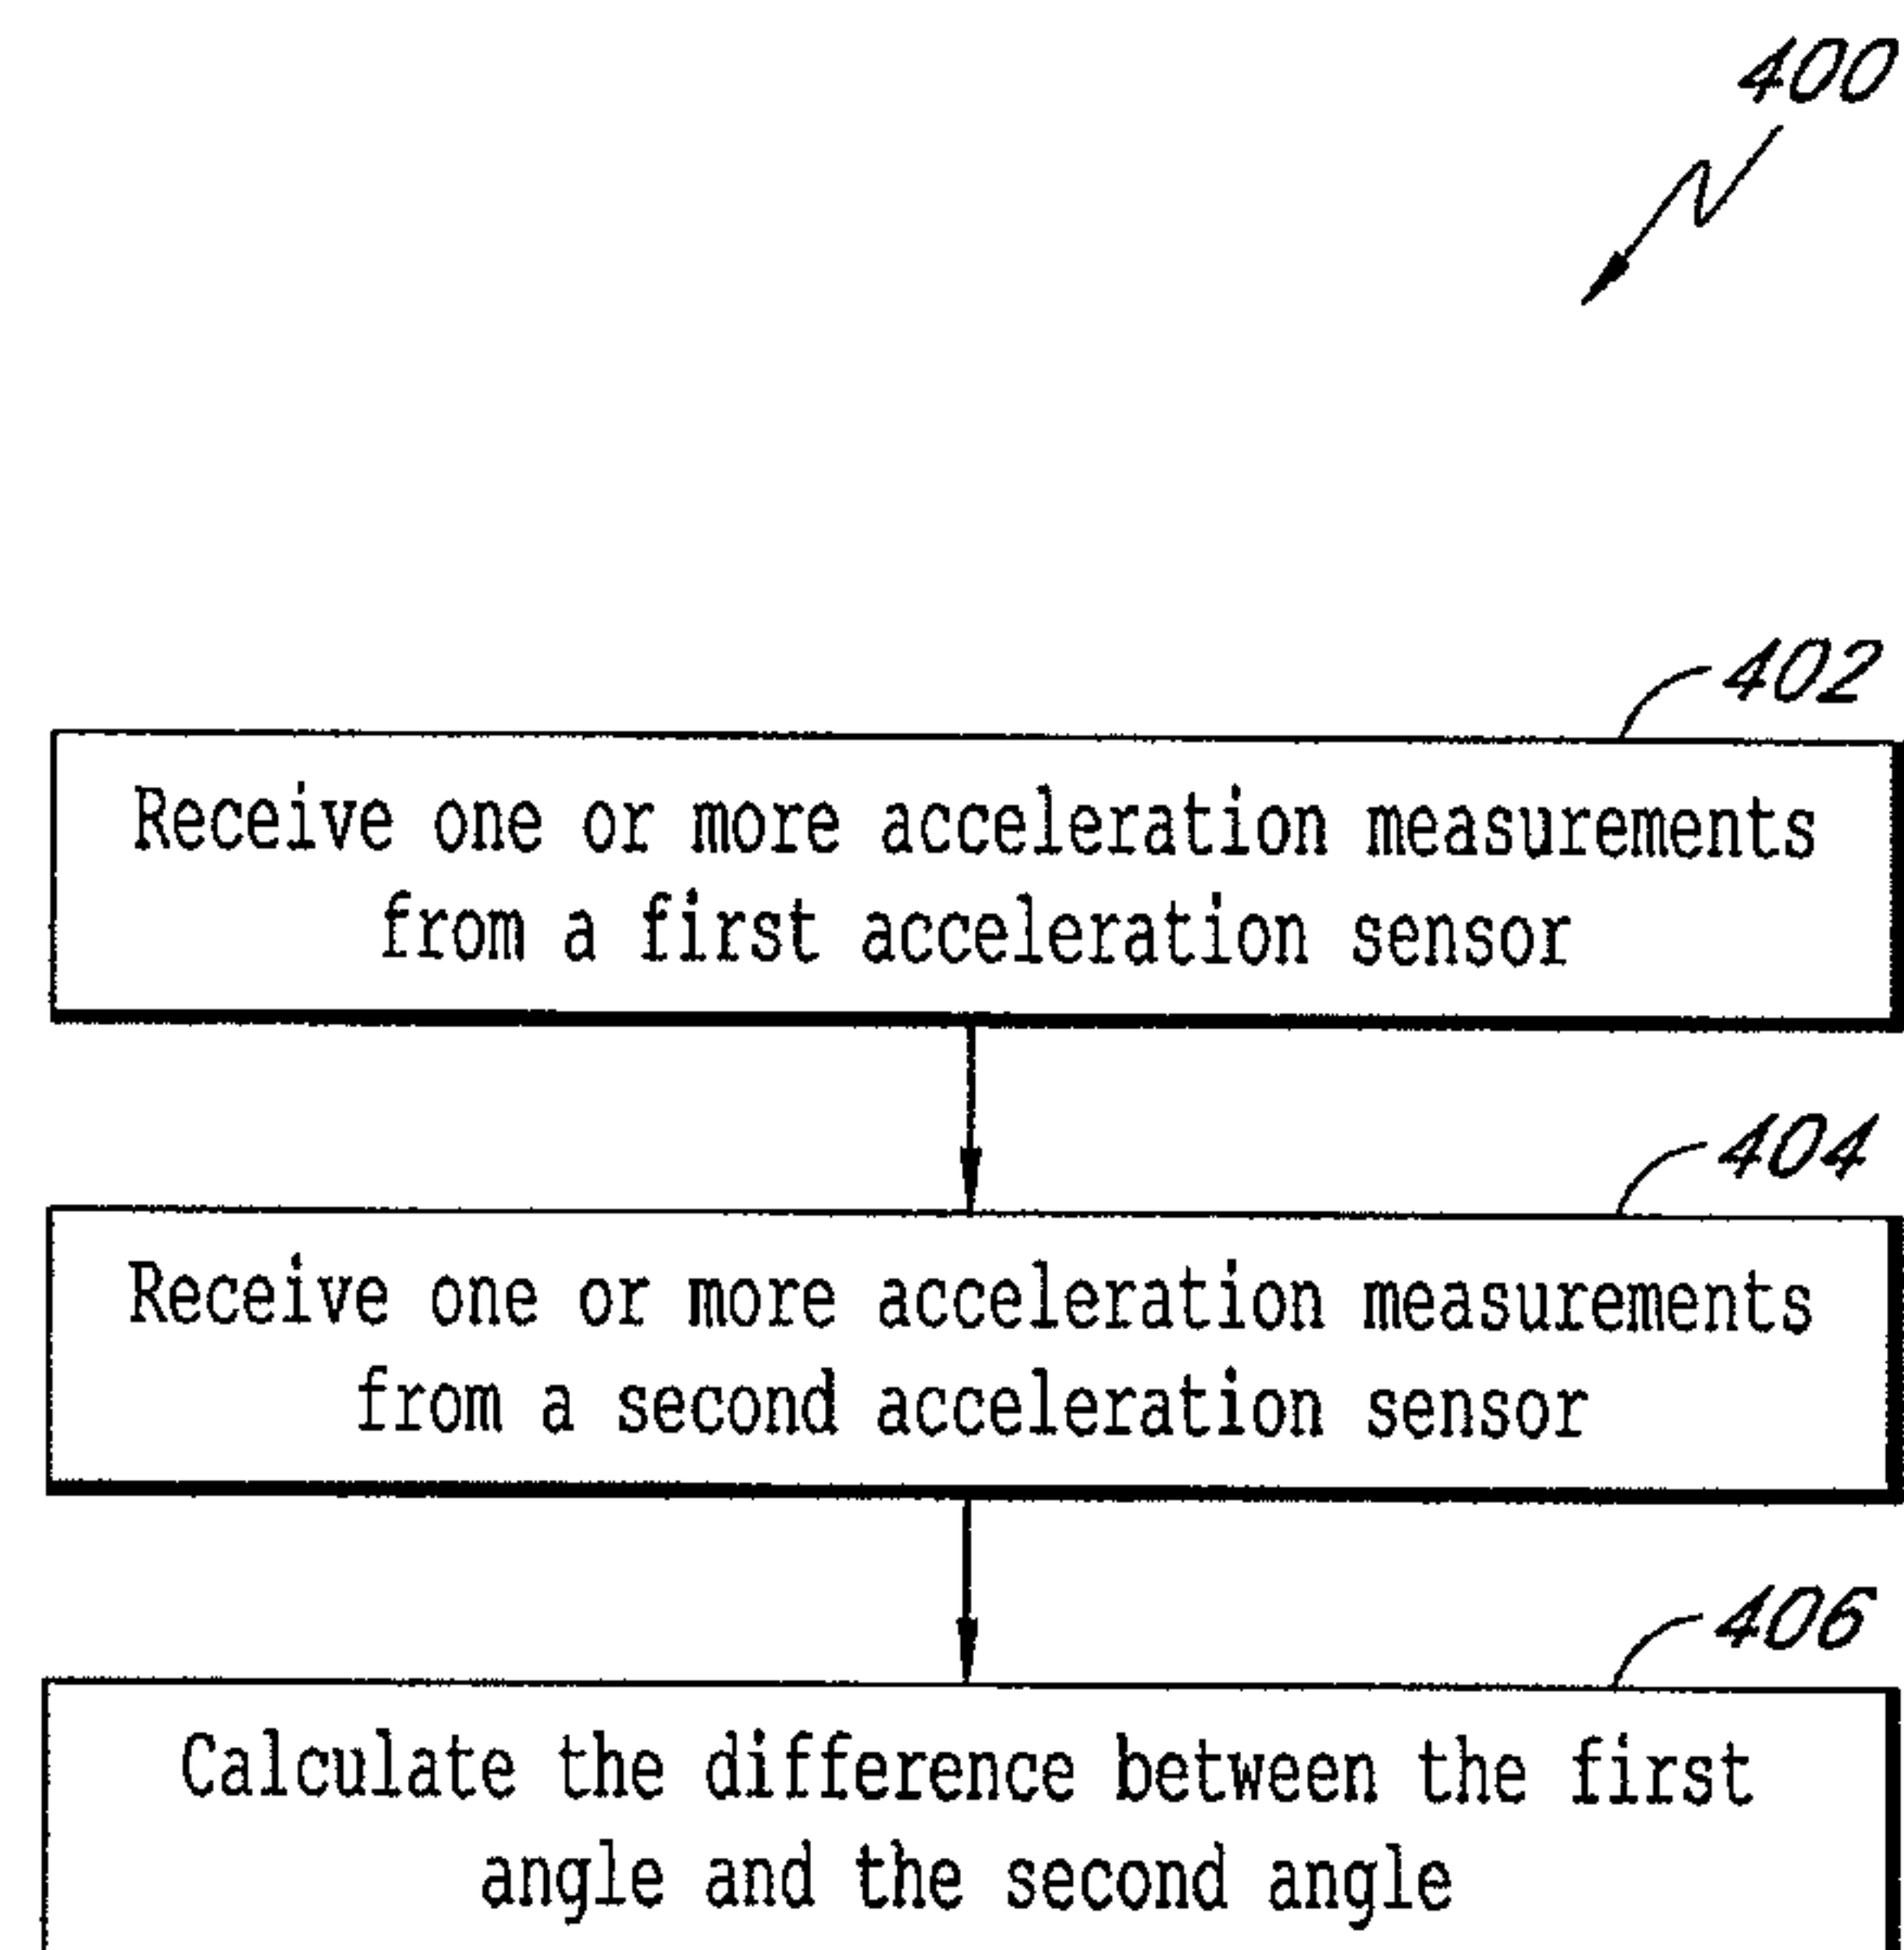 400
402
Receive one or more acceleration measurements
from a first acceleration sensor
404
Receive one or more acceleration measurements
from a second acceleration sensor
406
Calculate the difference between the first
angle and the second angle